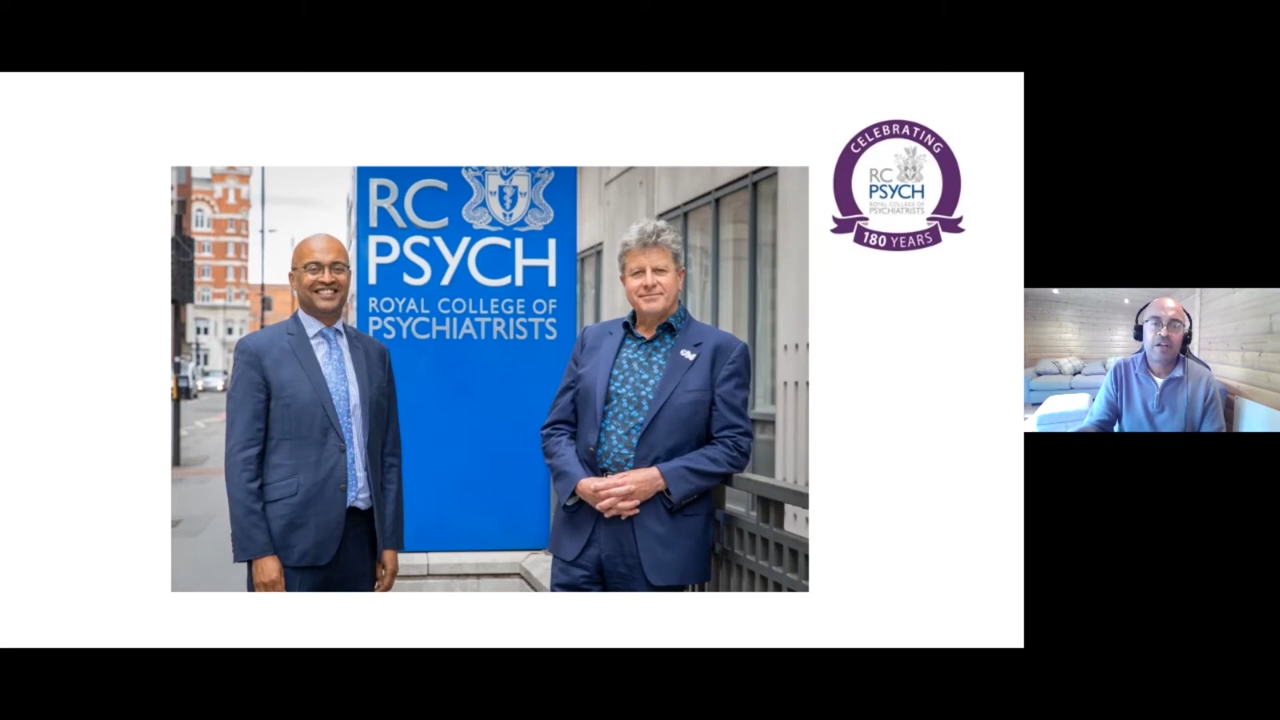 RC
PSYCH
ROYAL COLLEGE OF
PSYCHIATRISTS
CELEBRATING
RC
PSYCH
ROYAL COLLEGE OF
PSYCHIATRISTS
180 YEARS